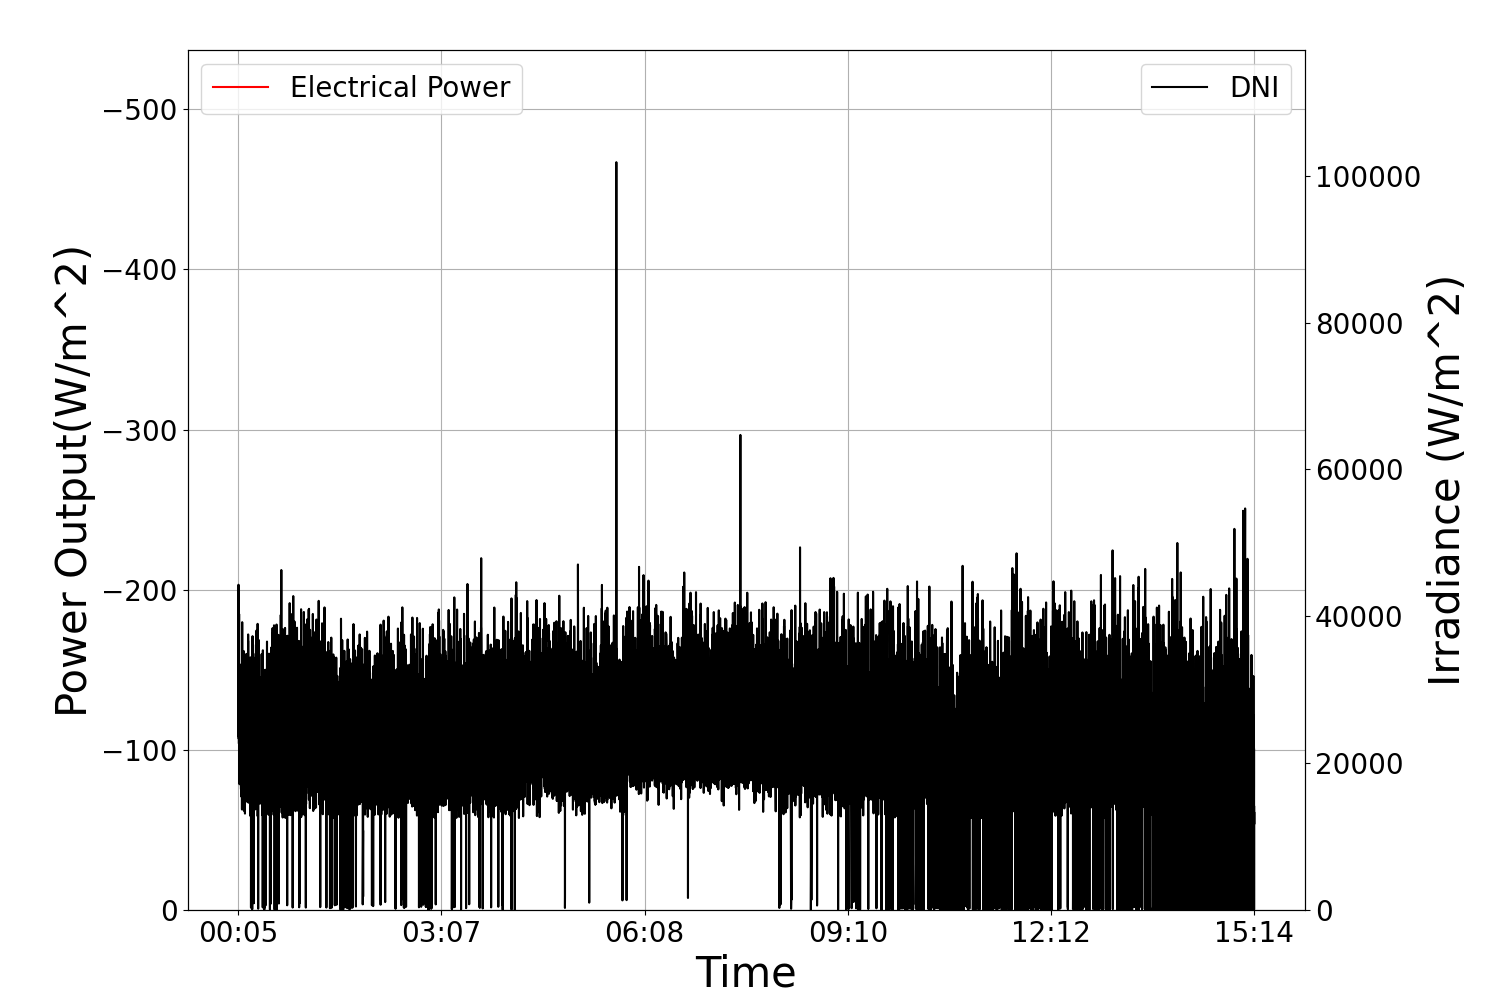 Electrical Power
DNI
−500
−400
−300
−200
−100
0
Power Output(W/m^2)
100000
80000
60000
40000
20000
0
Irradiance (W/m^2)
00:05 03:07 06:08 09:10 12:12 15:14
Time